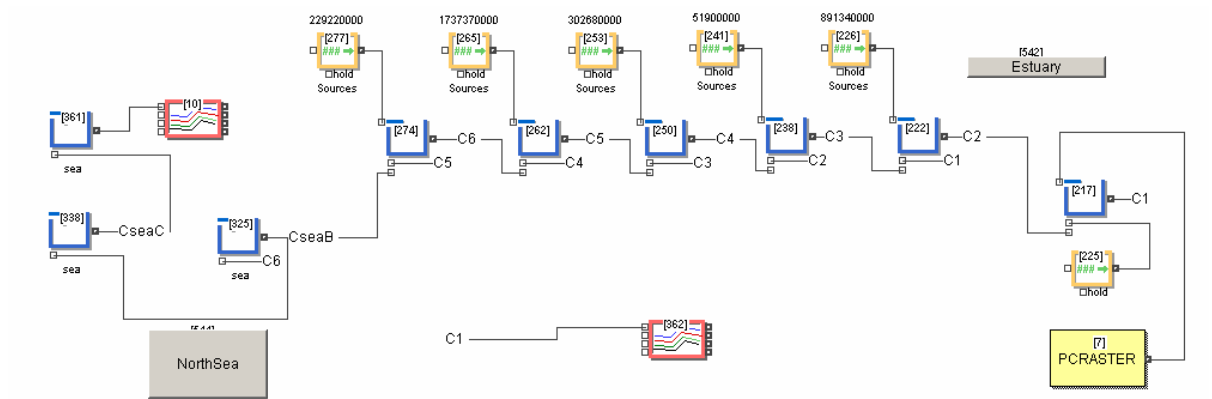 229220000 1737370000 302680000 51900000 891340000
[277] [265] [253] [241] [226]
### ### ### ### ###
hold hold hold hold hold
Sources Sources Sources Sources Sources
[542]
Estuary
[361] [10]
sea
[274] C6 [262] C5 [250] C4 [238] C3 [222] C2
C5 C4 C3 C2 C1
[217] C1
[338] CseaC [325] CseaB
sea C6
sea
[225]
###
hold
[544]
NorthSea
C1 [362]
[7]
PCRASTER